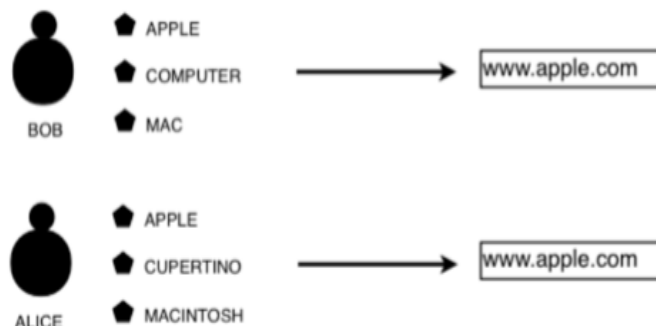 APPLE
COMPUTER
www.apple.com
MAC
BOB
APPLE
CUPERTINO
www.apple.com
MACINTOSH
ALICE